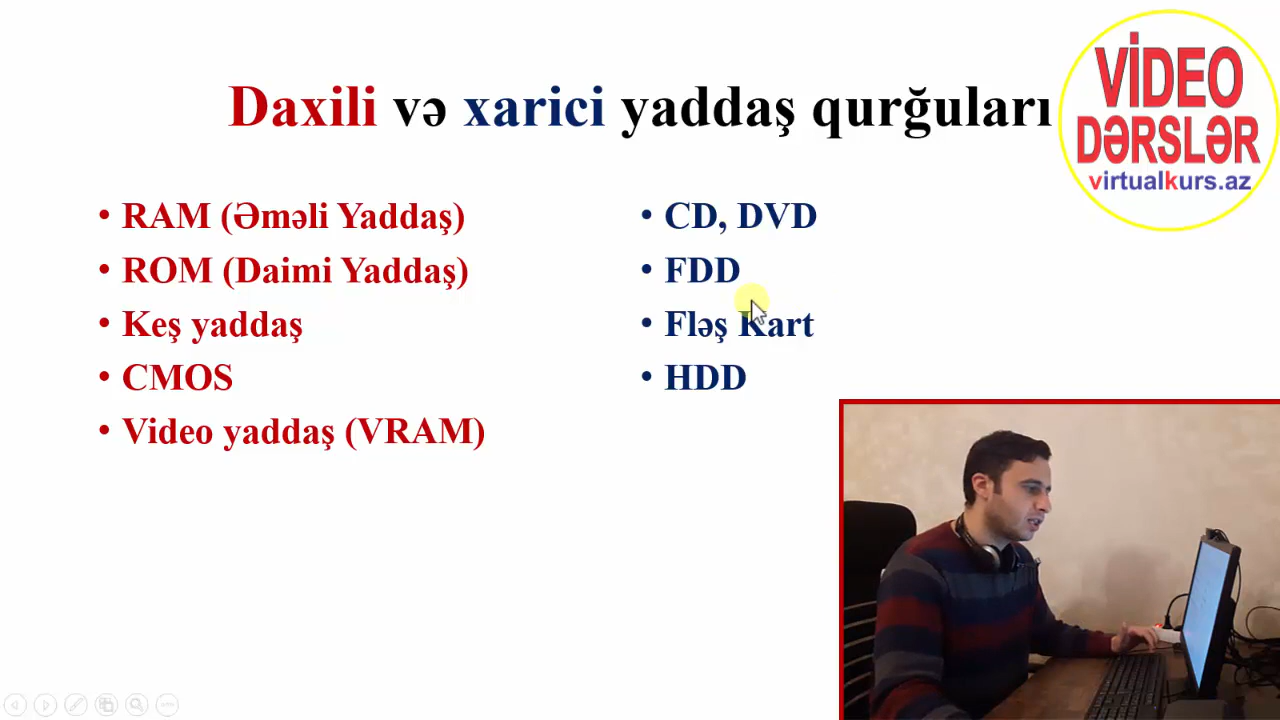 Daxili və xarici yaddaş qurğuları
VİDEO
DƏRSLƏR
virtualkurs.az
• RAM (Əməli Yaddaş)
• ROM (Daimi Yaddaş)
• Keş yaddaş
• CMOS
• Video yaddaş (VRAM)
• CD, DVD
• FDD
• Fləş Kart
• HDD